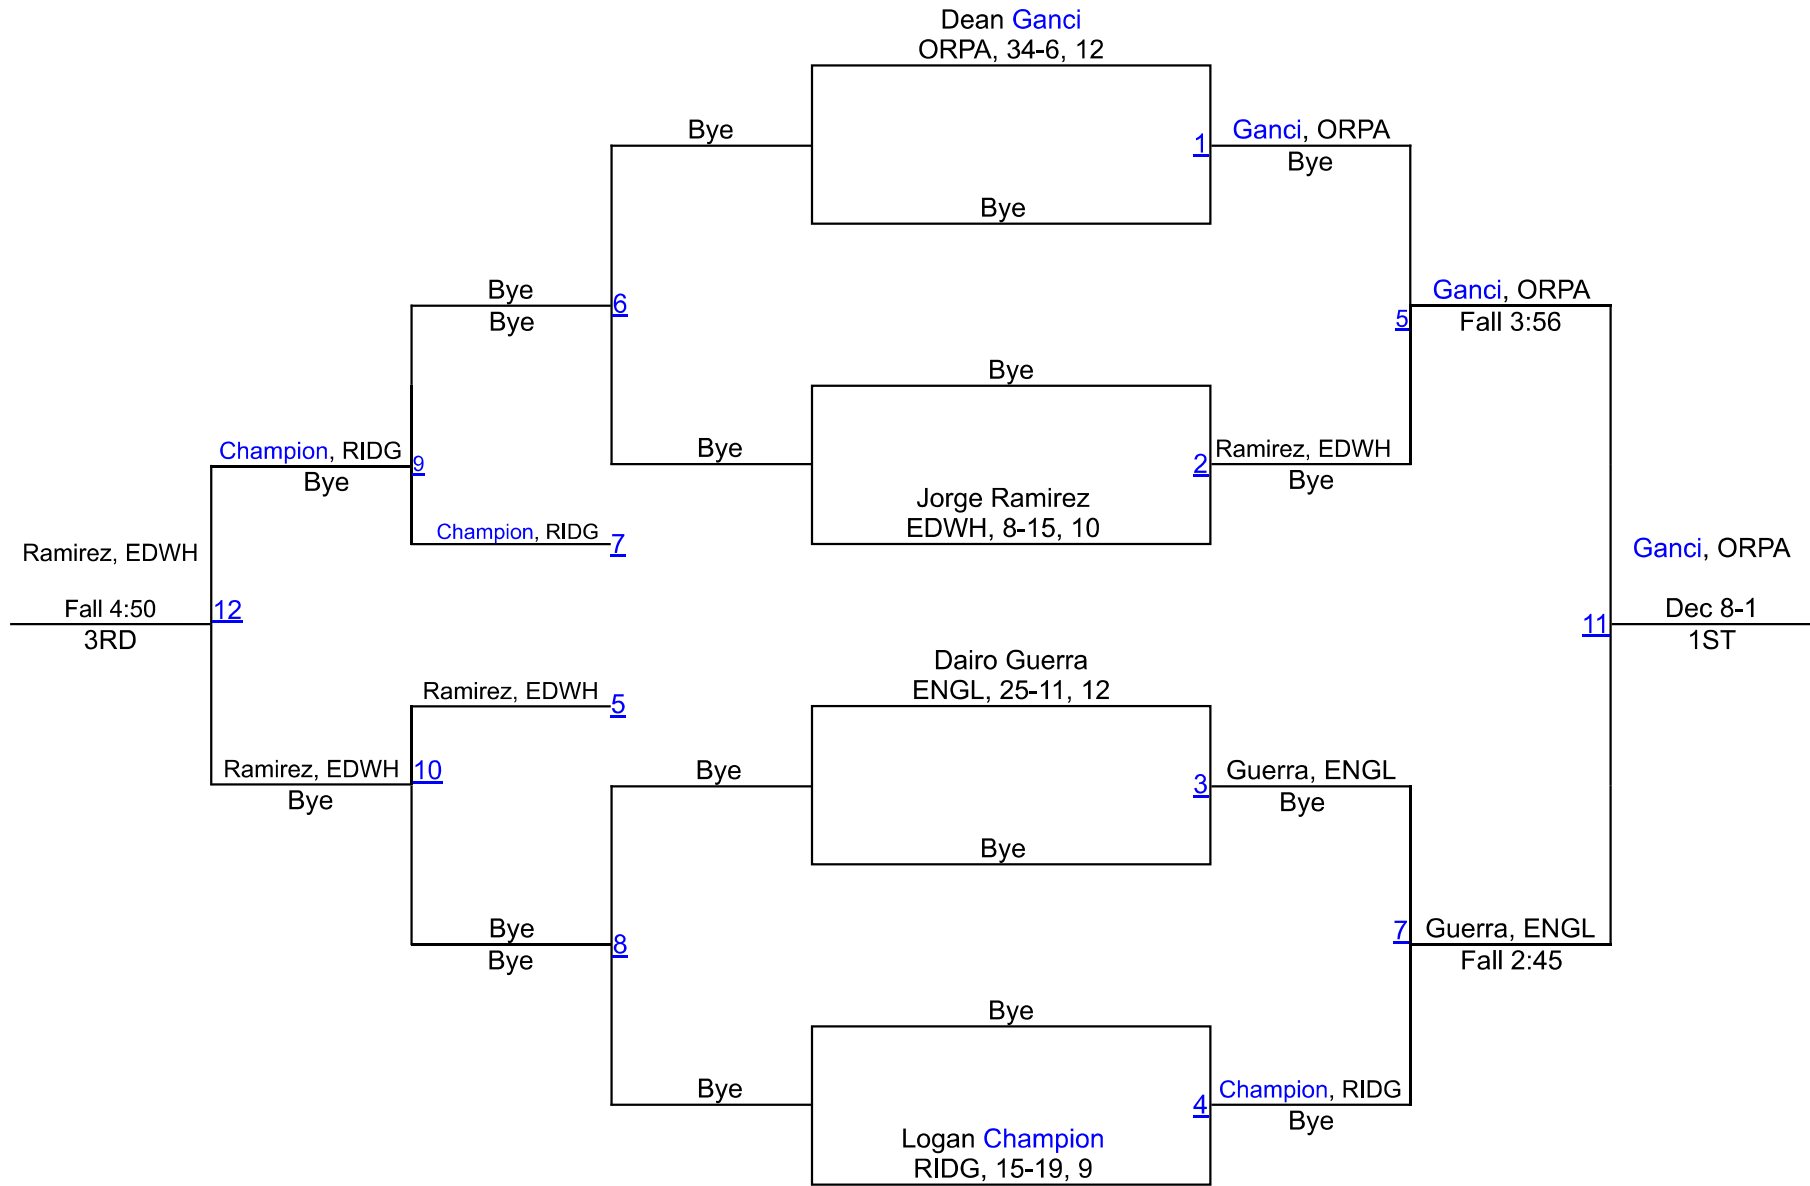 Dean Ganci
ORPA, 34-6, 12
Bye
1
Ganci, ORPA
Bye
Bye
Bye
Bye
6
5
Ganci, ORPA
Fall 3:56
Bye
Champion, RIDG
Bye
9
Bye
2
Ramirez, EDWH
Bye
Jorge Ramirez
EDWH, 8-15, 10
Champion, RIDG
7
Ramirez, EDWH
Fall 4:50
3RD
12
Ganci, ORPA
11
Dec 8-1
1ST
Dairo Guerra
ENGL, 25-11, 12
Ramirez, EDWH
5
Ramirez, EDWH
Bye
10
Bye
3
Guerra, ENGL
Bye
Bye
Bye
Bye
8
7
Guerra, ENGL
Fall 2:45
Bye
Bye
4
Champion, RIDG
Bye
Logan Champion
RIDG, 15-19, 9